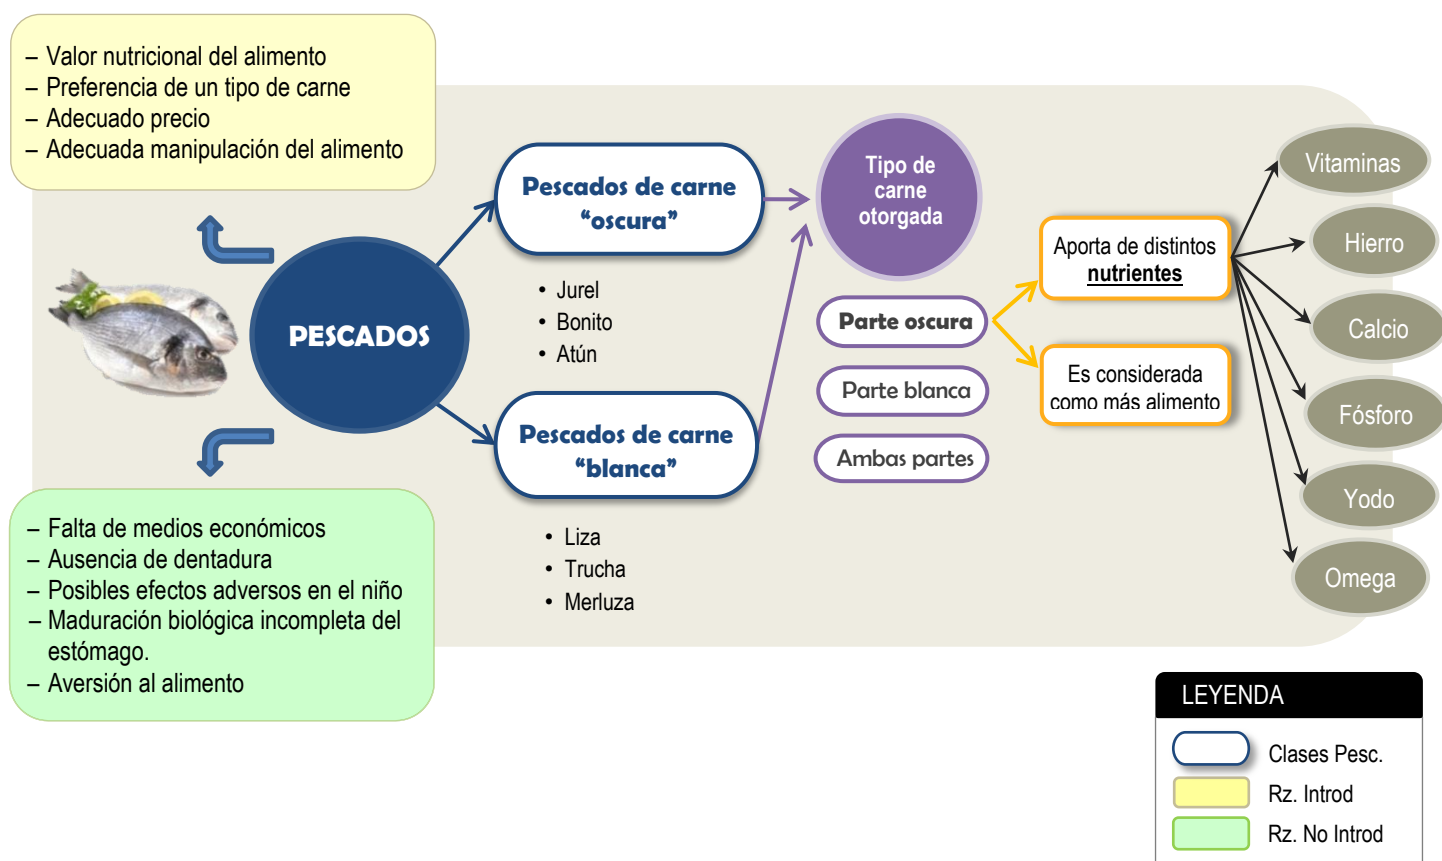 – Valor nutricional del alimento
– Preferencia de un tipo de carne
– Adecuado precio
– Adecuada manipulación del alimento
PESCADOS
– Falta de medios económicos
– Ausencia de dentadura
– Posibles efectos adversos en el niño
– Maduración biológica incompleta del
estómago.
– Aversión al alimento
Pescados de carne
“oscura”
• Jurel
• Bonito
• Atún
Pescados de carne
“blanca”
• Liza
• Trucha
• Merluza
Tipo de
carne
otorgada
Parte oscura
Parte blanca
Ambas partes
Aporta de distintos
nutrientes
Es considerada
como más alimento
Vitaminas
Hierro
Calcio
Fósforo
Yodo
Omega
LEYENDA
Clases Pesc.
Rz. Introd
Rz. No Introd